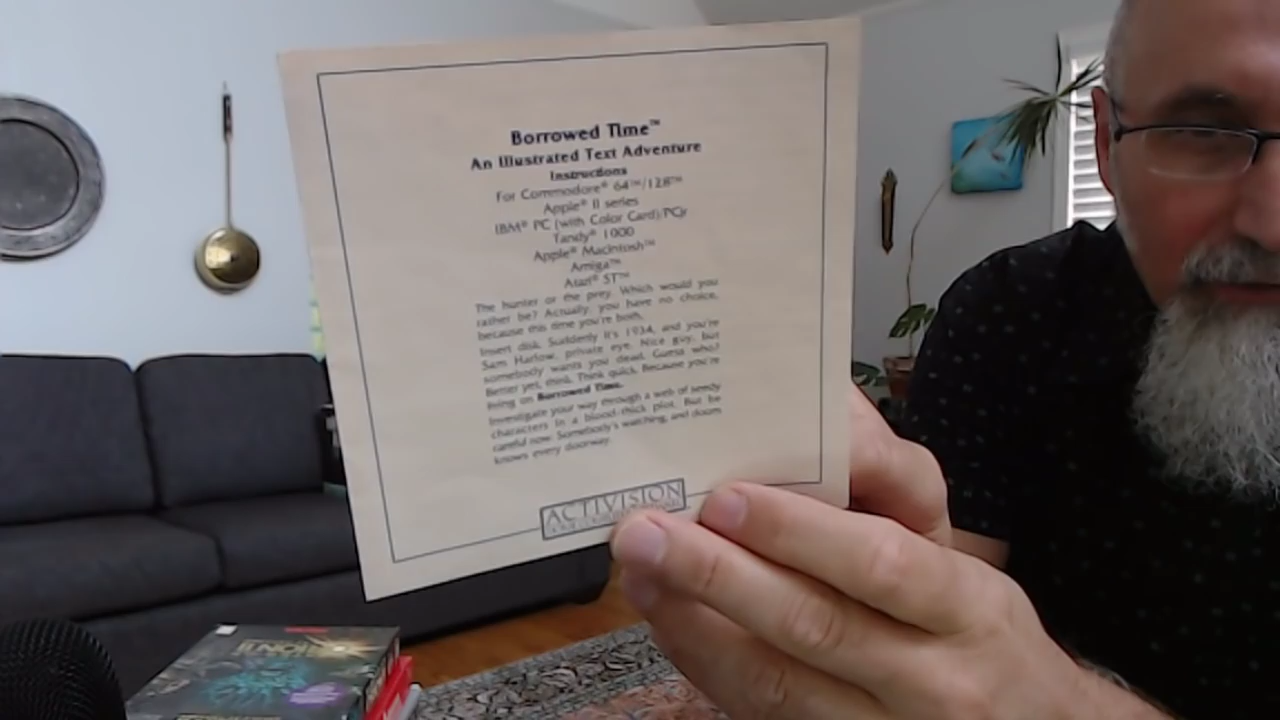 Borrowed Time™
An Illustrated Text Adventure
Instructions
For Commodore® 64™/128™
Apple® II series
IBM® PC (with Color Card)/PCjr
Tandy® 1000
Apple® Macintosh™
Amiga™
Atari® ST™
The hunter or the prey. Which would you
rather be? Actually, you have no choice,
because this time you're both.
Insert disk. Suddenly it's 1934, and you're
Sam Harlow, private eye. Nice guy, but
somebody wants you dead. Guess who?
Better yet, think. Think quick. Because you're
living on Borrowed Time.
Investigate your way through a web of seedy
characters in a blood-thick plot. But be
careful now. Somebody's watching, and doom
knows every doorway.
ACTIVISION